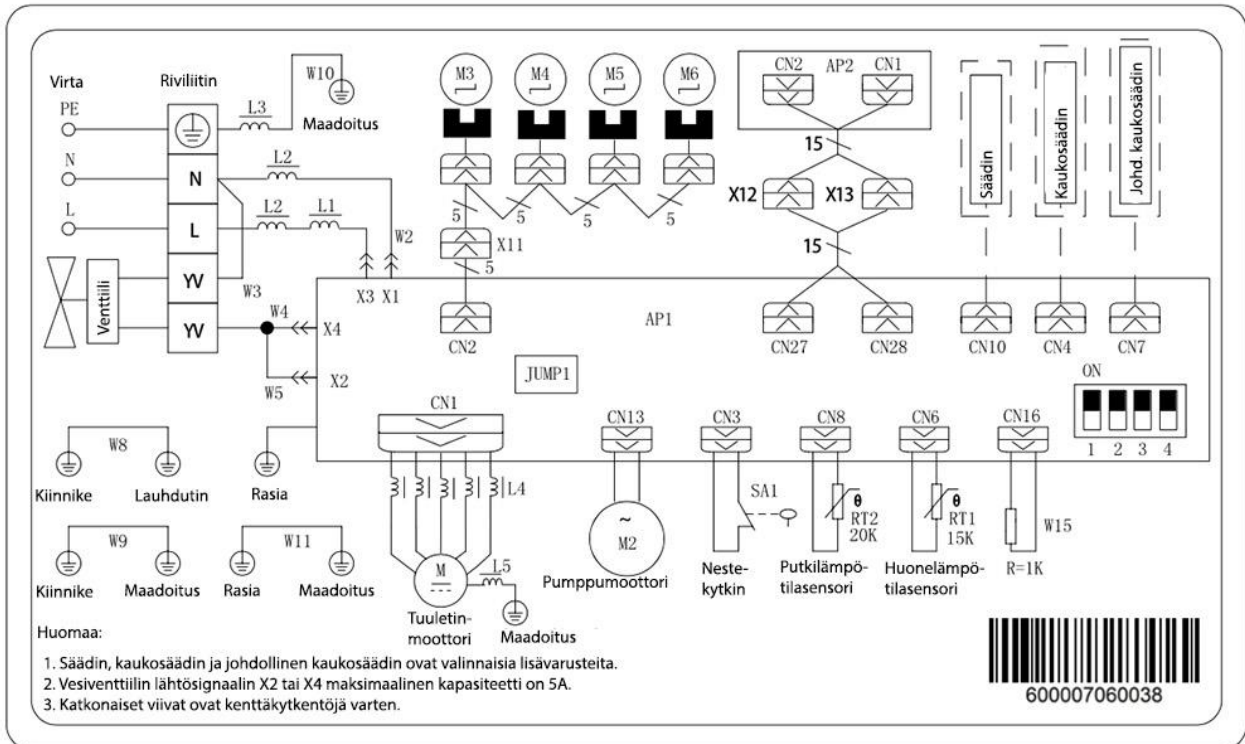 Virta
Riviliitin
PE
N
L
N
L
YV
YV
Venttiili
L3
W10
Maadoitus
L2
L2
L1
W2
W3
X3
X1
W4
X4
W5
X2
M3
M4
M5
M6
5
5
5
5
X11
5
CN2
AP2
CN1
15
X12
X13
15
Säädin
Kaukosäädin
Johd. kaukosäädin
AP1
CN2
CN27
CN28
CN10
CN4
CN7
JUMP1
ON
1 2 3 4
CN1
CN13
CN3
CN8
CN6
CN16
W8
Kiinnike
Lauhdutin
Rasia
W9
W11
Kiinnike
Maadoitus
Rasia
Maadoitus
L4
M
L5
Tuuletin-
moottori
Maadoitus
~
M2
Pumppumoottori
SA1
Neste-
kytkin
θ
RT2
20K
Putkilämpö-
tilasensori
θ
RT1
15K
Huonelämpö-
tilasensori
W15
R=1K
Huomaa:
1. Säädin, kaukosäädin ja johdollinen kaukosäädin ovat valinnaisia lisävarusteita.
2. Vesiventtiilin lähtösignaalin X2 tai X4 maksimaalinen kapasiteetti on 5A.
3. Katkonaiset viivat ovat kenttäkytkentöjä varten.
600007060038